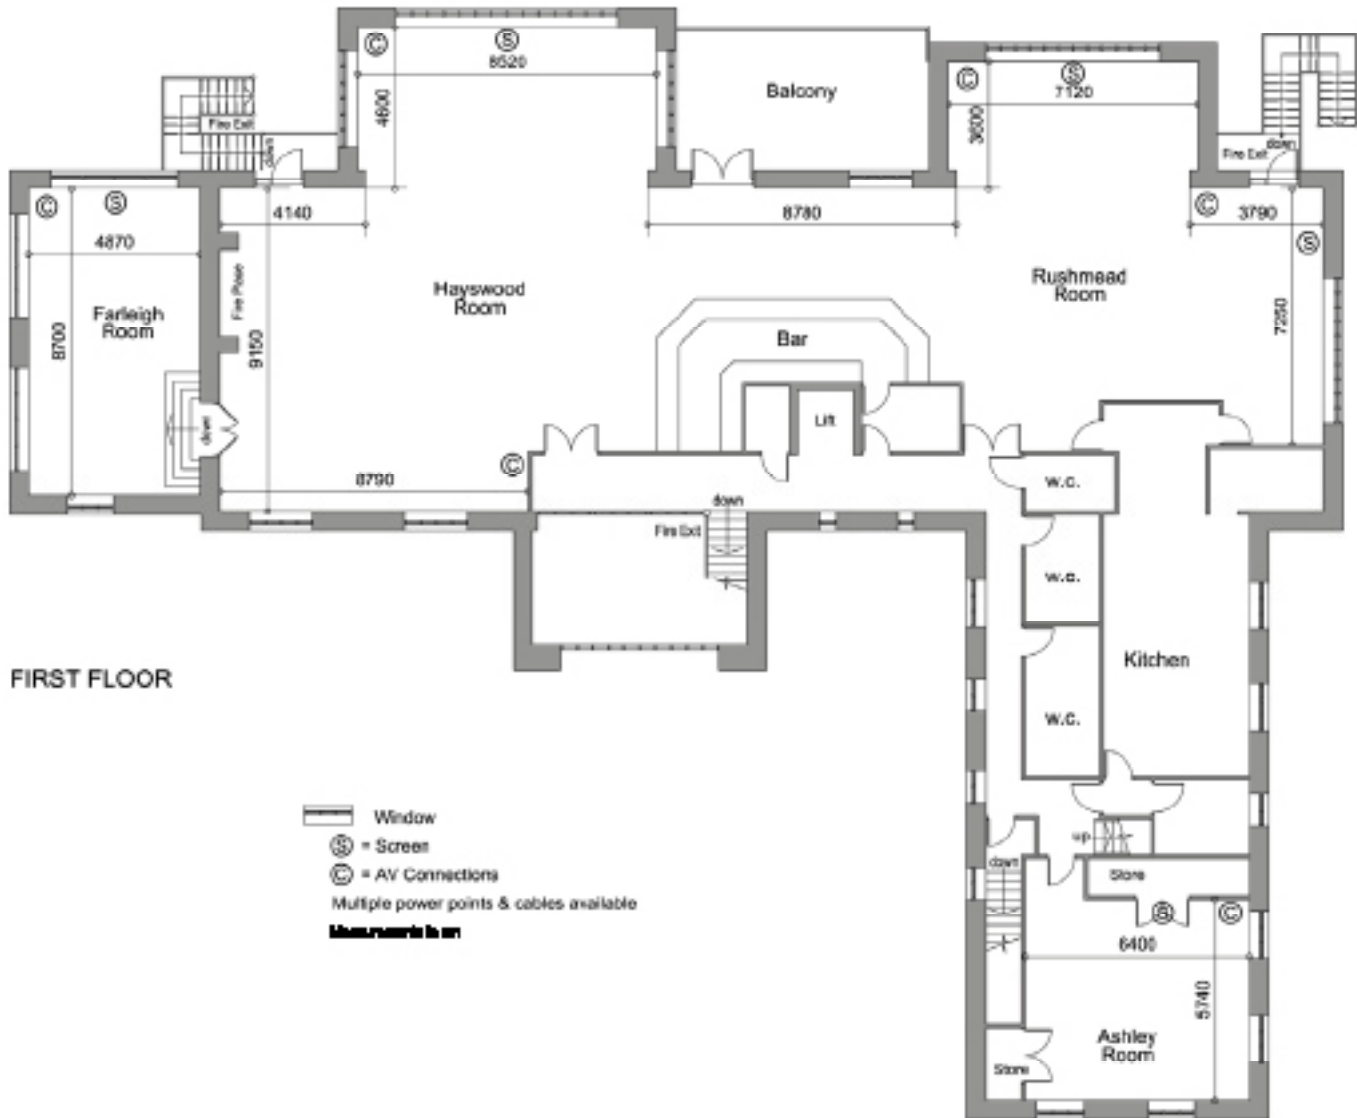 Ⓒ
Ⓢ
8520
4600
Balcony
Ⓒ
Ⓢ
7120
3600
Fire Exit
down
Fire Exit
down
Ⓒ
Ⓢ
4870
8700
Farleigh
Room
down
4140
Fire Place
9150
Hayswood
Room
8780
8790
Ⓒ
Bar
Lift
Rushmead
Room
Ⓒ
3790
Ⓢ
7250
down
Fire Exit
W.C.
W.C.
W.C.
Kitchen
FIRST FLOOR
Window
Ⓢ = Screen
Ⓒ = AV Connections
Multiple power points & cables available
up
down
Store
Ⓢ
Ⓒ
6400
5740
Ashley
Room
Store